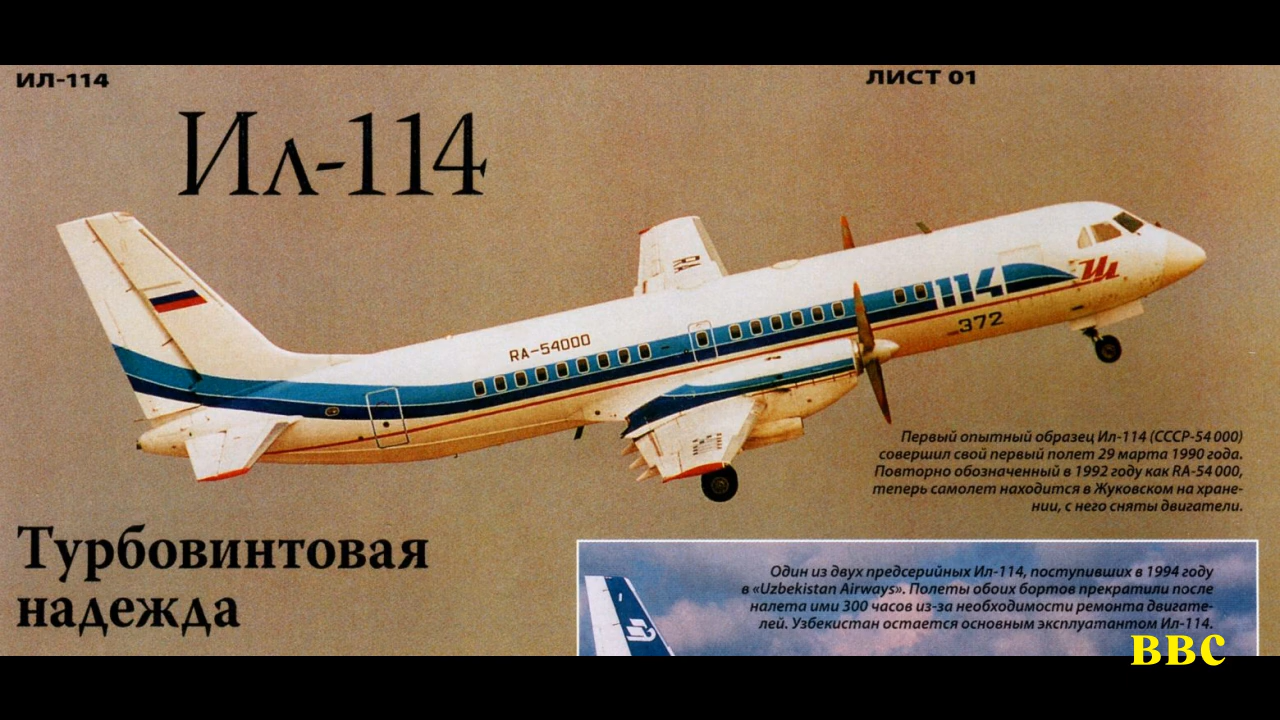 ИЛ-114
ЛИСТ 01
Ил-114
RA
114
Ил
372
RA-54000
Первый опытный образец Ил-114 (СССР-54 000)
совершил свой первый полет 29 марта 1990 года.
Повторно обозначенный в 1992 году как RA-54 000,
теперь самолет находится в Жуковском на хране-
нии, с него сняты двигатели.
Турбовинтовая
надежда
Один из двух предсерийных Ил-114, поступивших в 1994 году
в «Uzbekistan Airways». Полеты обоих бортов прекратили после
налета ими 300 часов из-за необходимости ремонта двигате-
лей. Узбекистан остается основным эксплуатантом Ил-114.
ввс